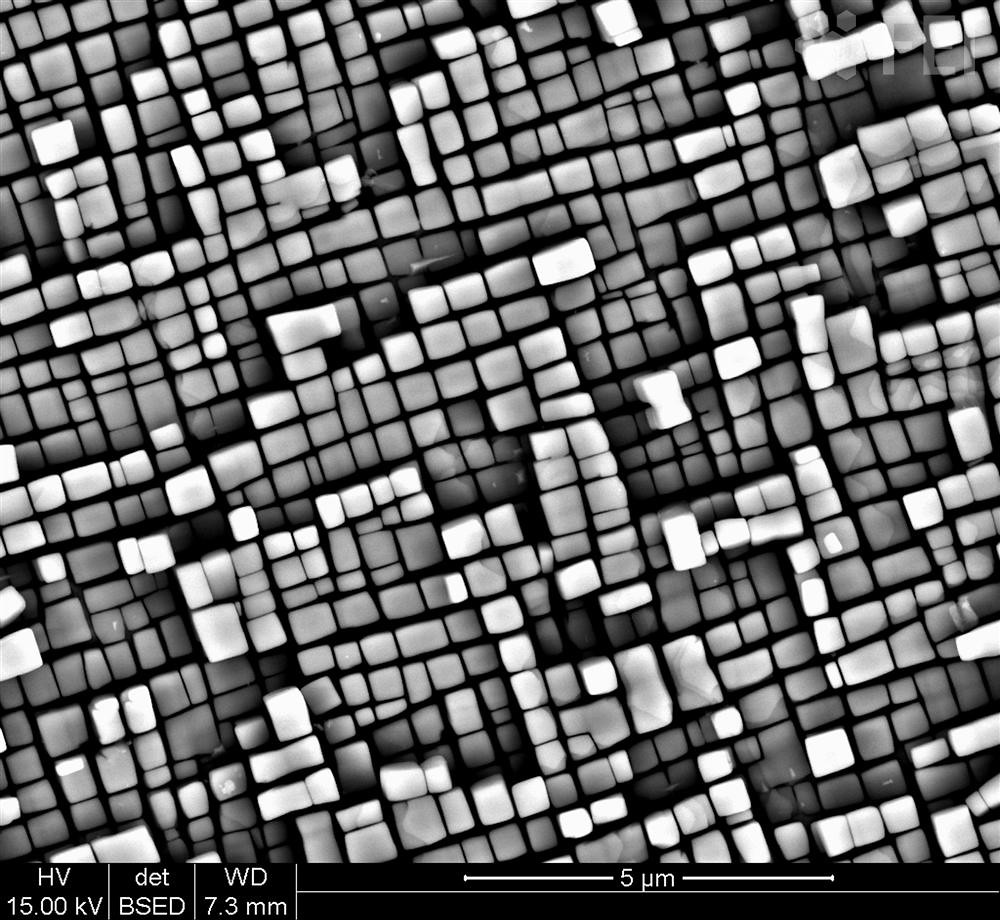 FEI
HV
det
WD
5 µm
15.00 kV
BSED
7.3 mm